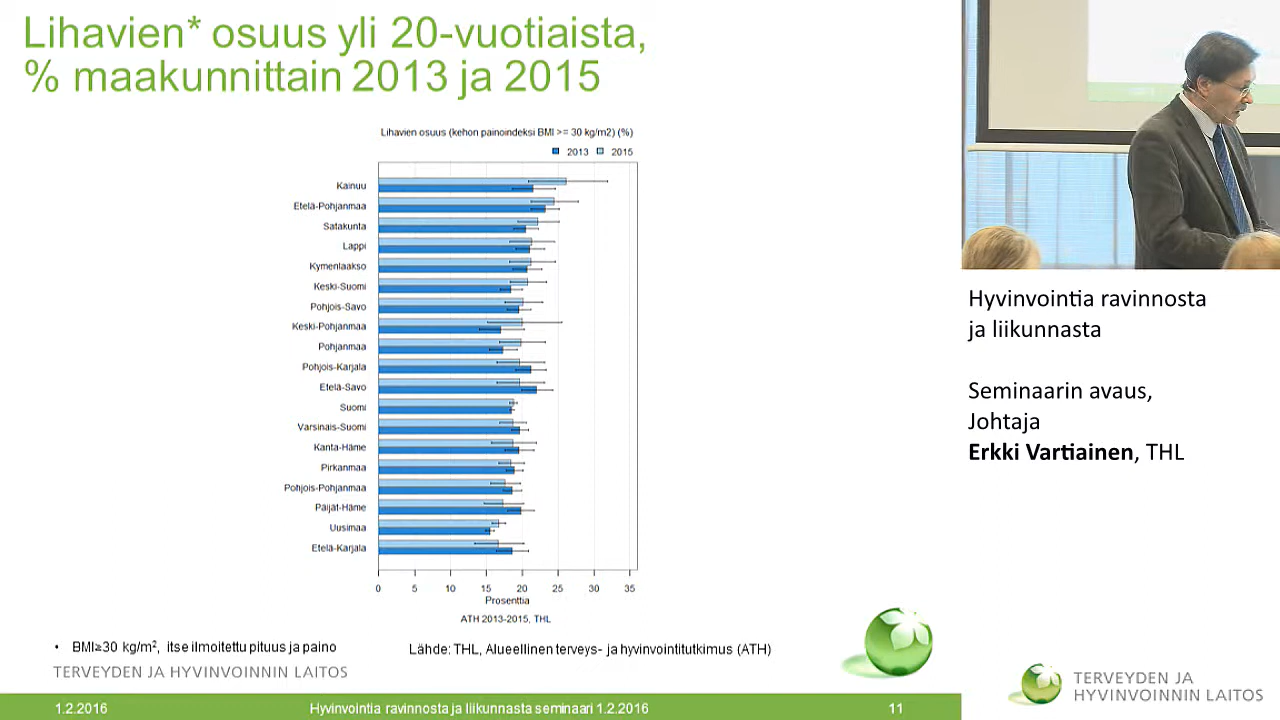 Lihavien* osuus yli 20-vuotiaista,
% maakunnittain 2013 ja 2015
Lihavien osuus (kehon painoindeksi BMI >= 30 kg/m2) (%)
2013 2015
Kainuu
Etelä-Pohjanmaa
Satakunta
Lappi
Kymenlaakso
Keski-Suomi
Pohjois-Savo
Keski-Pohjanmaa
Pohjanmaa
Pohjois-Karjala
Etelä-Savo
Suomi
Varsinais-Suomi
Kanta-Häme
Pirkanmaa
Pohjois-Pohjanmaa
Päijät-Häme
Uusimaa
Etelä-Karjala
0 5 10 15 20 25 30 35
Prosenttia
ATH 2013-2015, THL
• BMI≥30 kg/m², itse ilmoitettu pituus ja paino
Lähde: THL, Alueellinen terveys- ja hyvinvointitutkimus (ATH)
TERVEYDEN JA HYVINVOINNIN LAITOS
1.2.2016 Hyvinvointia ravinnosta ja liikunnasta seminaari 1.2.2016 11
Hyvinvointia ravinnosta
ja liikunnasta
Seminaarin avaus,
Johtaja
Erkki Vartiainen, THL
TERVEYDEN JA
HYVINVOINNIN LAITOS